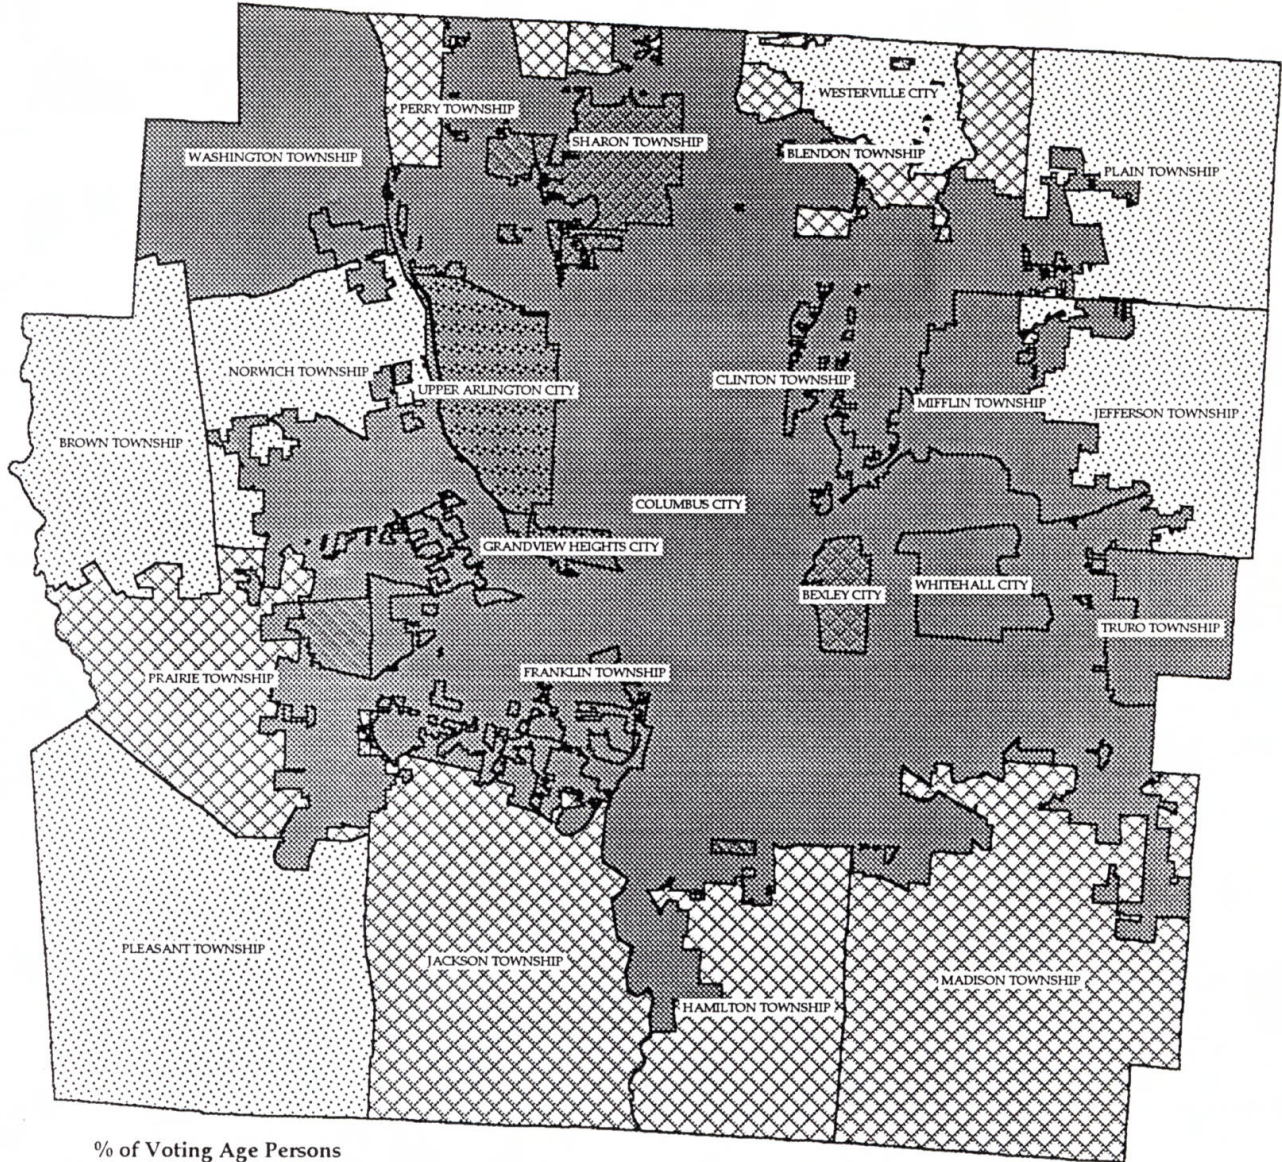 WESTERVILLE CITY
PERRY TOWNSHIP
SHARON TOWNSHIP
WASHINGTON TOWNSHIP
BLENDON TOWNSHIP
PLAIN TOWNSHIP
NORWICH TOWNSHIP
CLINTON TOWNSHIP
UPPER ARLINGTON CITY
MIFFLIN TOWNSHIP
JEFFERSON TOWNSHIP
BROWN TOWNSHIP
COLUMBUS CITY
GRANDVIEW HEIGHTS CITY
WHITEHALL CITY
BEXLEY CITY
TRURO TOWNSHIP
FRANKLIN TOWNSHIP
PRAIRIE TOWNSHIP
PLEASANT TOWNSHIP
JACKSON TOWNSHIP
MADISON TOWNSHIP
HAMILTON TOWNSHIP
% of Voting Age Persons